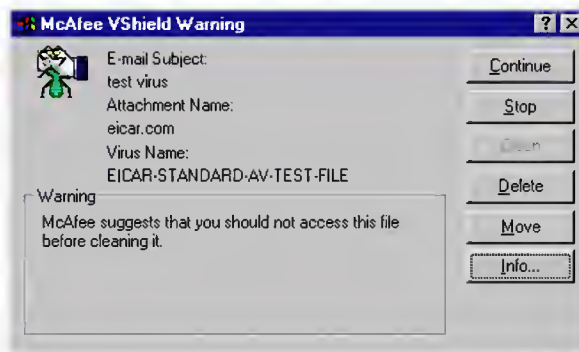 McAfee VShield Warning
E-mail Subject:
test virus
Attachment Name:
eicar.com
Virus Name:
EICAR-STANDARD-AV-TEST-FILE
Warning
McAfee suggests that you should not access this file
before cleaning it.
Continue
Stop
Clean
Delete
Move
Info...